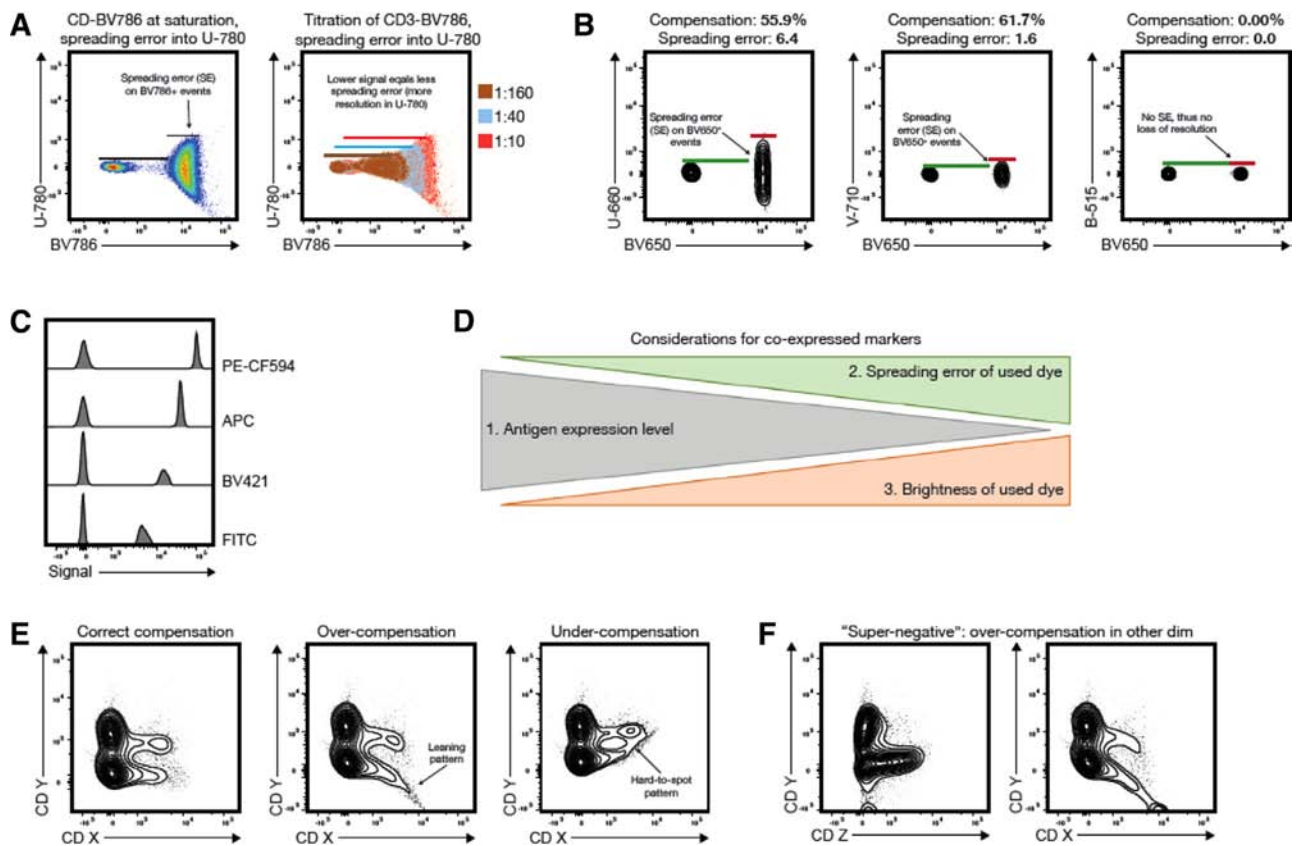 A
CD-BV786 at saturation,
spreading error into U-780
Titration of CD3-BV786,
spreading error into U-780
Spreading error (SE)
on BV786+ events
Lower signal eqals less
spreading error (more
resolution in U-780)
1:160
1:40
1:10
U-780
BV786
U-780
BV786
B
Compensation: 55.9%
Spreading error: 6.4
Compensation: 61.7%
Spreading error: 1.6
Compensation: 0.00%
Spreading error: 0.0
Spreading error
(SE) on BV650⁺
events
Spreading
error (SE) on
BV650⁺ events
No SE, thus no
loss of resolution
U-660
BV650
V-710
BV650
B-515
BV650
C
PE-CF594
APC
BV421
FITC
Signal
D
Considerations for co-expressed markers
2. Spreading error of used dye
1. Antigen expression level
3. Brightness of used dye
E
Correct compensation
Over-compensation
Under-compensation
Leaning
pattern
Hard-to-spot
pattern
CD Y
CD X
CD Y
CD X
CD Y
CD X
F
"Super-negative": over-compensation in other dim
CD Y
CD Z
CD Y
CD X